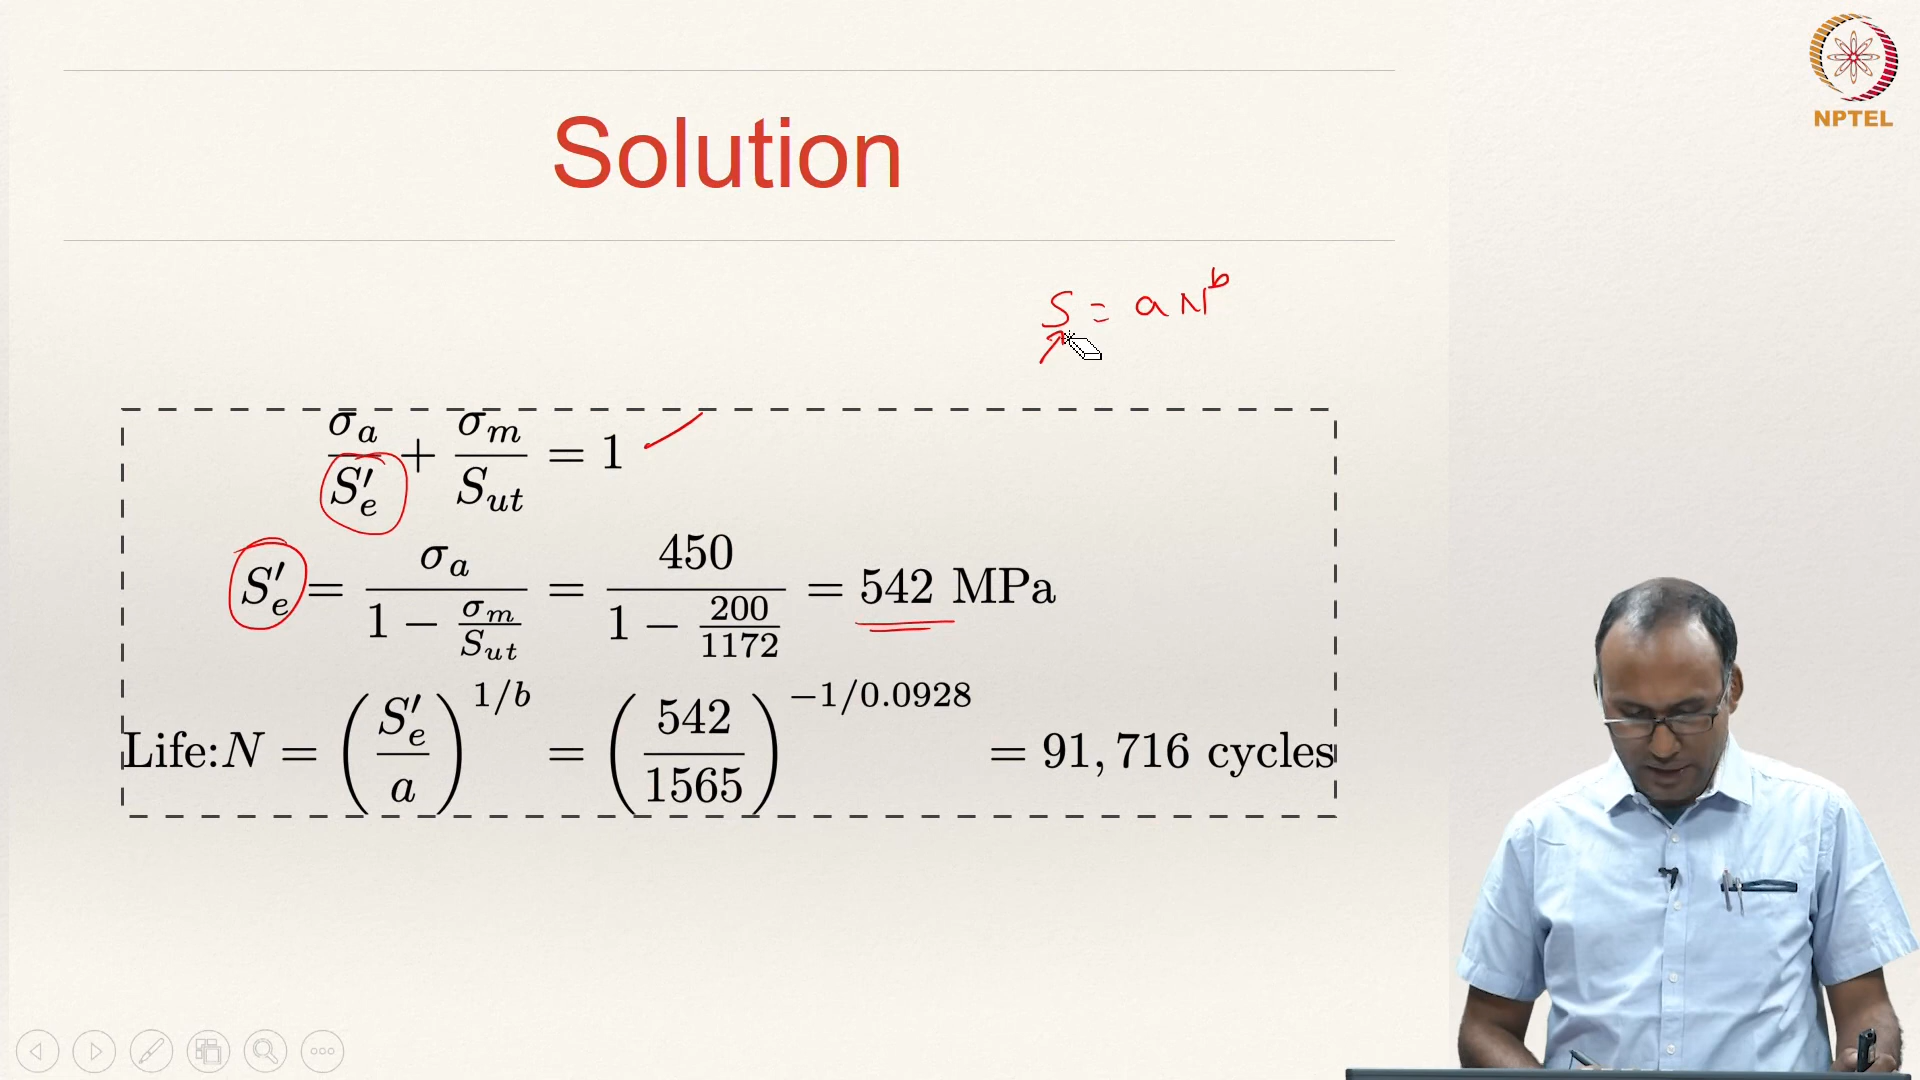 NPTEL
Solution
S = a N^b
σ_a/S'_e + σ_m/S_ut = 1
S'_e = σ_a/(1 − σ_m/S_ut) = 450/(1 − 200/1172) = 542 MPa
Life:N = (S'_e/a)^{1/b} = (542/1565)^{−1/0.0928} = 91,716 cycles